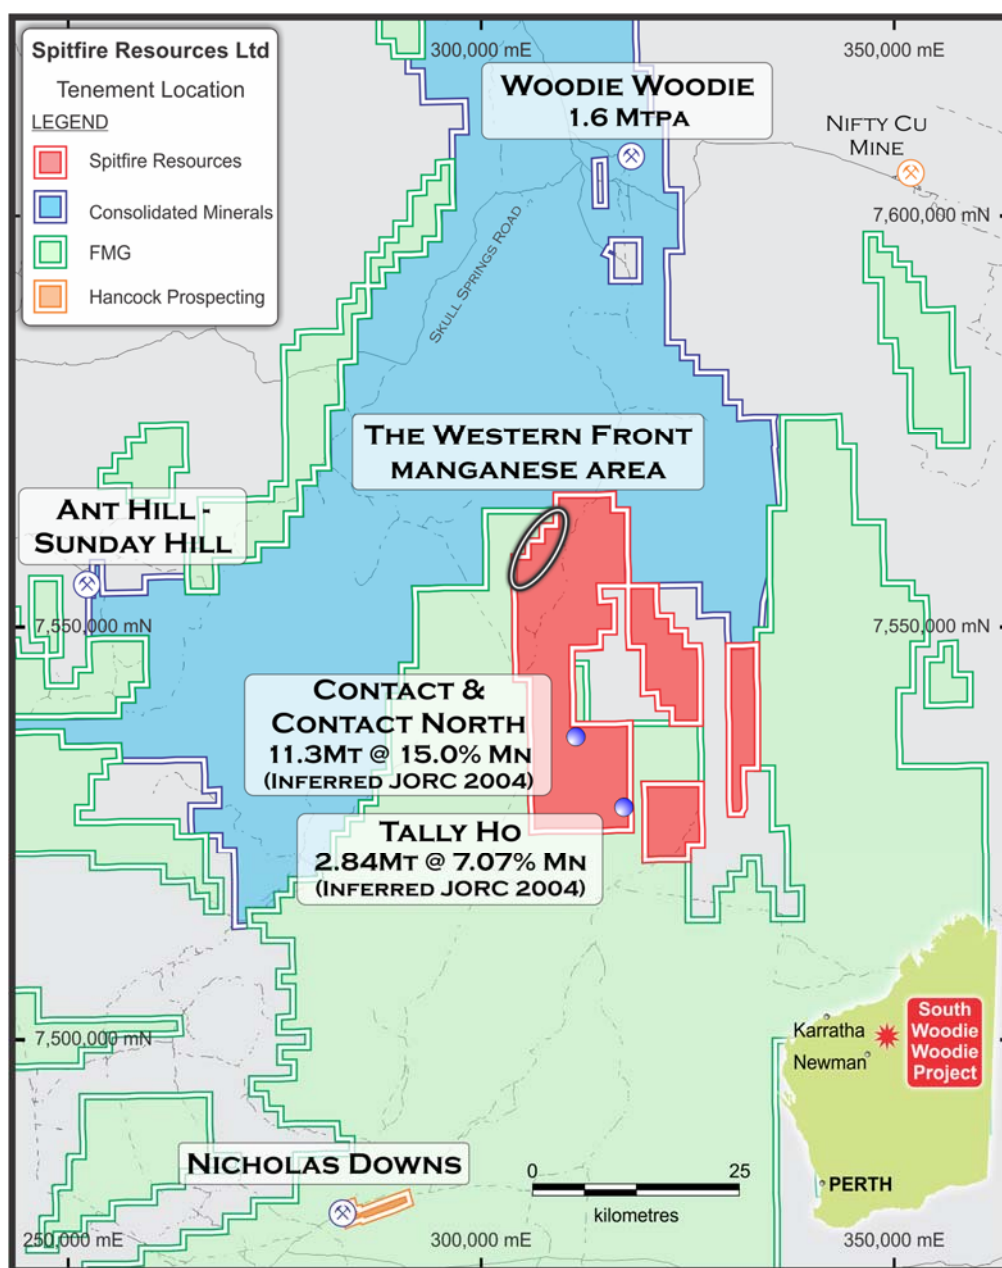 Spitfire Resources Ltd
Tenement Location
LEGEND
Spitfire Resources
Consolidated Minerals
FMG
Hancock Prospecting
300,000 mE
350,000 mE
WOODIE WOODIE
1.6 MTPA
NIFTY CU
MINE
7,600,000 mN
SKULL SPRINGS ROAD
THE WESTERN FRONT
MANGANESE AREA
ANT HILL -
SUNDAY HILL
7,550,000 mN
7,550,000 mN
CONTACT &
CONTACT NORTH
11.3MT @ 15.0% MN
(INFERRED JORC 2004)
TALLY HO
2.84MT @ 7.07% MN
(INFERRED JORC 2004)
7,500,000 mN
Karratha
Newman
South
Woodie
Woodie
Project
PERTH
NICHOLAS DOWNS
0 25
kilometres
250,000 mE
300,000 mE
350,000 mE